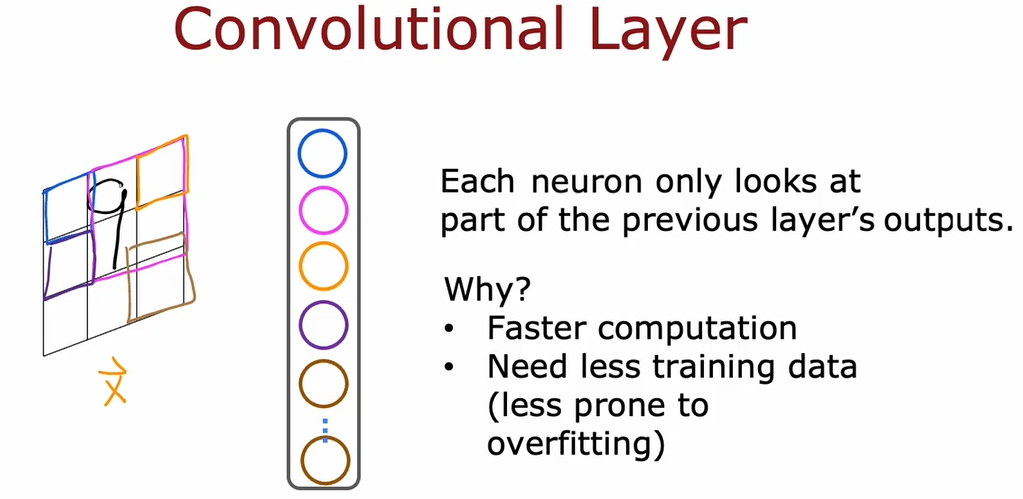 Convolutional Layer
9
x⃗
Each neuron only looks at
part of the previous layer’s outputs.
Why?
• Faster computation
• Need less training data
(less prone to
overfitting)